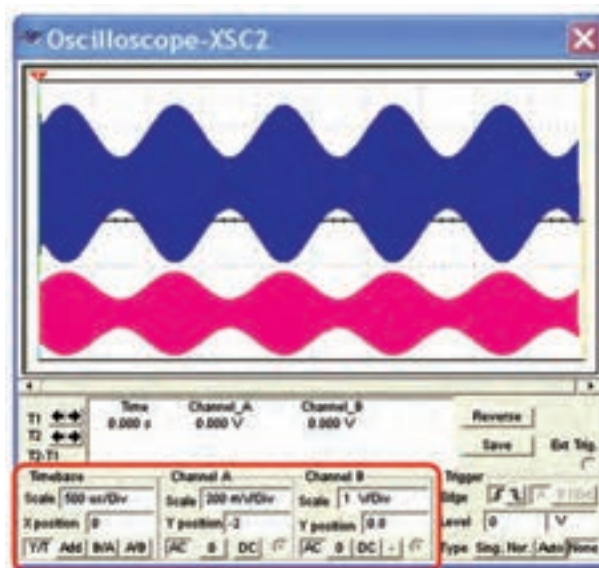 Oscilloscope-XSC2
Time Channel_A Channel_B
T1 0.000 s 0.000 V 0.000 V
T2
T2-T1
Reverse
Save Ext Trig.
Timebase Channel A Channel B Trigger
Scale 500 us/Div Scale 200 mV/Div Scale 1 V/Div Edge
X position 0 Y position -2 Y position 0.0 Level 0 V
Y/T Add B/A A/B AC 0 DC AC 0 DC - Type Sing. Nor. Auto None